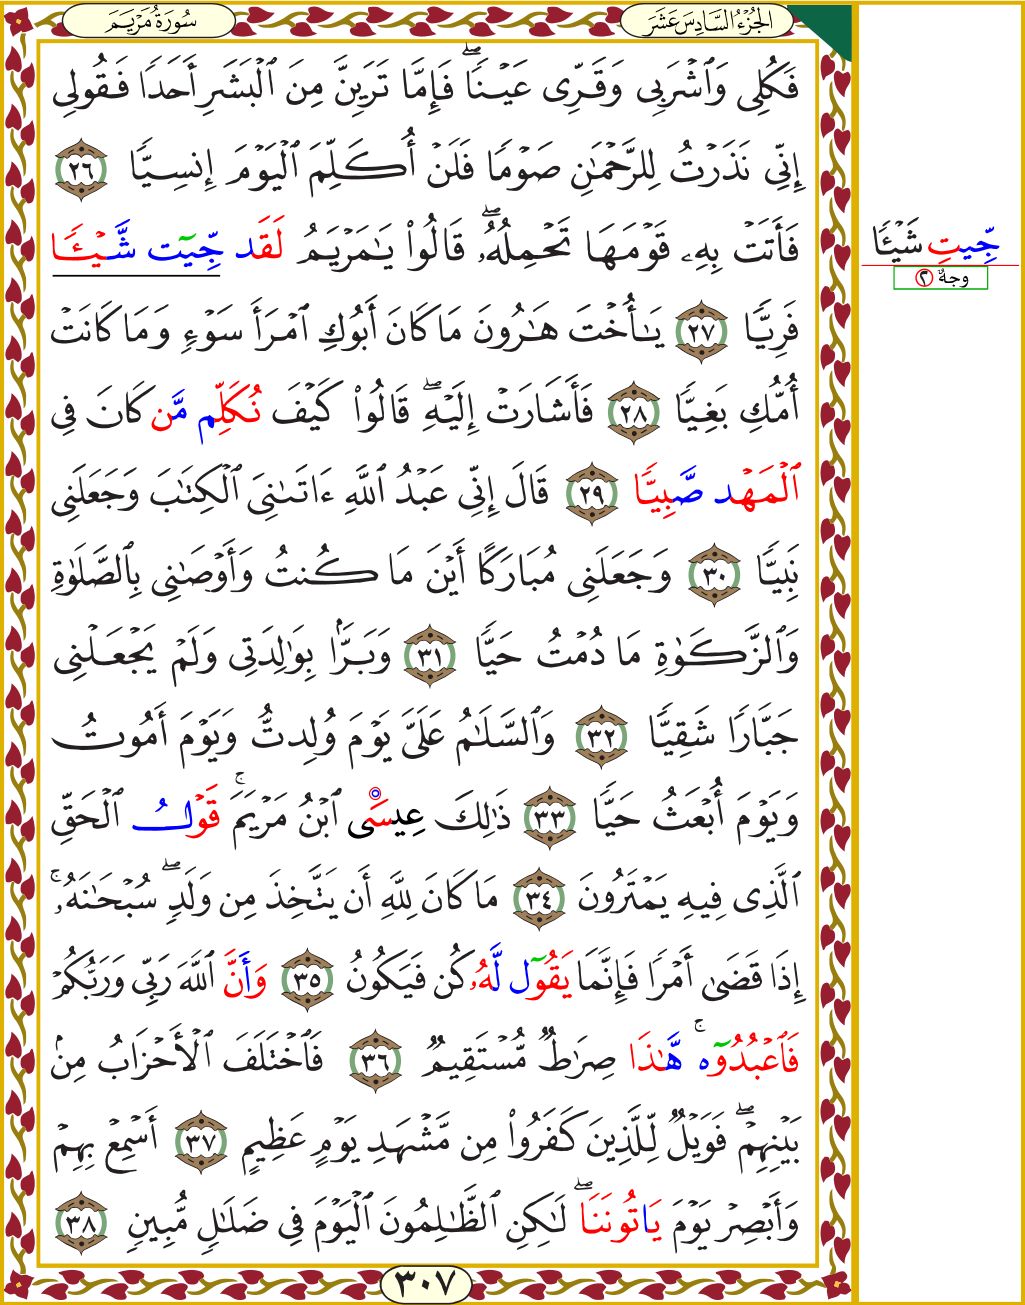 الجُزْءُ السَّادِسَ عَشَرَ
سُورَةُ مَرْيَمَ
فَكُلِى وَٱشْرَبِى وَقَرِّى عَيْنٗاۖ فَإِمَّا تَرَيِنَّ مِنَ ٱلْبَشَرِ أَحَدٗا فَقُولِى
إِنِّى نَذَرْتُ لِلرَّحْمَٰنِ صَوْمٗا فَلَنْ أُكَلِّمَ ٱلْيَوْمَ إِنسِيّٗا ٢٦
فَأَتَتْ بِهِۦ قَوْمَهَا تَحْمِلُهُۥۖ قَالُوا۟ يَٰمَرْيَمُ لَقَد جِّيٓت شَّيْـٔٗا
فَرِيّٗا ٢٧ يَٰٓأُخْتَ هَٰرُونَ مَا كَانَ أَبُوكِ ٱمْرَأَ سَوْءٖ وَمَا كَانَتْ
أُمُّكِ بَغِيّٗا ٢٨ فَأَشَارَتْ إِلَيْهِۖ قَالُوا۟ كَيْفَ نُكَلِّم مَّن كَانَ فِى
ٱلْمَهْد صَّبِيّٗا ٢٩ قَالَ إِنِّى عَبْدُ ٱللَّهِ ءَاتَىٰنِىَ ٱلْكِتَٰبَ وَجَعَلَنِى
نَبِيّٗا ٣٠ وَجَعَلَنِى مُبَارَكًا أَيْنَ مَا كُنتُ وَأَوْصَٰنِى بِٱلصَّلَوٰةِ
وَٱلزَّكَوٰةِ مَا دُمْتُ حَيّٗا ٣١ وَبَرَّۢا بِوَٰلِدَتِى وَلَمْ يَجْعَلْنِى
جَبَّارٗا شَقِيّٗا ٣٢ وَٱلسَّلَٰمُ عَلَىَّ يَوْمَ وُلِدتُّ وَيَوْمَ أَمُوتُ
وَيَوْمَ أُبْعَثُ حَيّٗا ٣٣ ذَٰلِكَ عِيسَى ٱبْنُ مَرْيَمَۚ قَوْلُ ٱلْحَقِّ
ٱلَّذِى فِيهِ يَمْتَرُونَ ٣٤ مَا كَانَ لِلَّهِ أَن يَتَّخِذَ مِن وَلَدٖۖ سُبْحَٰنَهُۥۚ
إِذَا قَضَىٰ أَمْرٗا فَإِنَّمَا يَقُوٓل لَّهُۥ كُن فَيَكُونُ ٣٥ وَأَنَّ ٱللَّهَ رَبِّى وَرَبُّكُمْ
فَٱعْبُدُوٓهۚ هَّٰذَا صِرَٰطٞ مُّسْتَقِيمٞ ٣٦ فَٱخْتَلَفَ ٱلْأَحْزَابُ مِنۢ
بَيْنِهِمْۖ فَوَيْلٞ لِّلَّذِينَ كَفَرُوا۟ مِن مَّشْهَدِ يَوْمٍ عَظِيمٍ ٣٧ أَسْمِعْ بِهِمْ
وَأَبْصِرْ يَوْمَ يَاتُونَنَاۖ لَٰكِنِ ٱلظَّٰلِمُونَ ٱلْيَوْمَ فِى ضَلَٰلٖ مُّبِينٖ ٣٨
٣٠٧
جِّيتِ شَيْـٔٗا
وجهٌ ٢